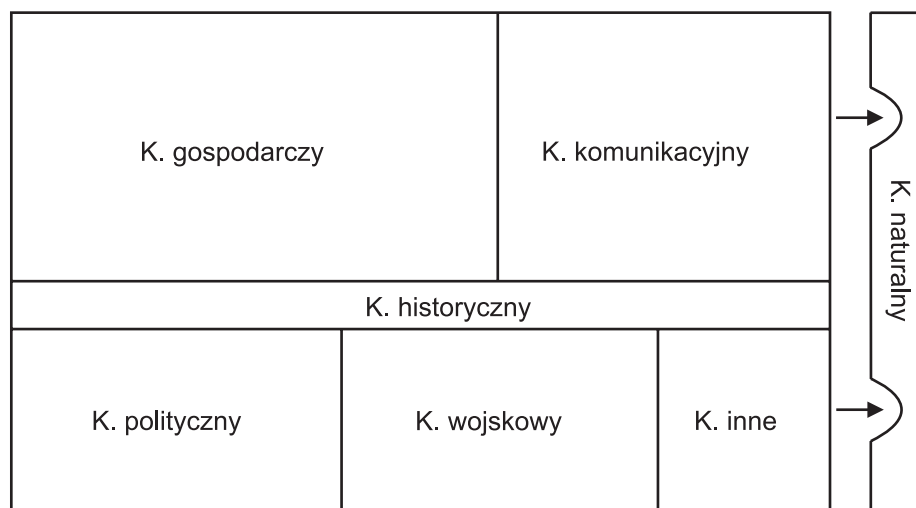 K. gospodarczy
K. komunikacyjny
K. naturalny
K. historyczny
K. polityczny
K. wojskowy
K. inne